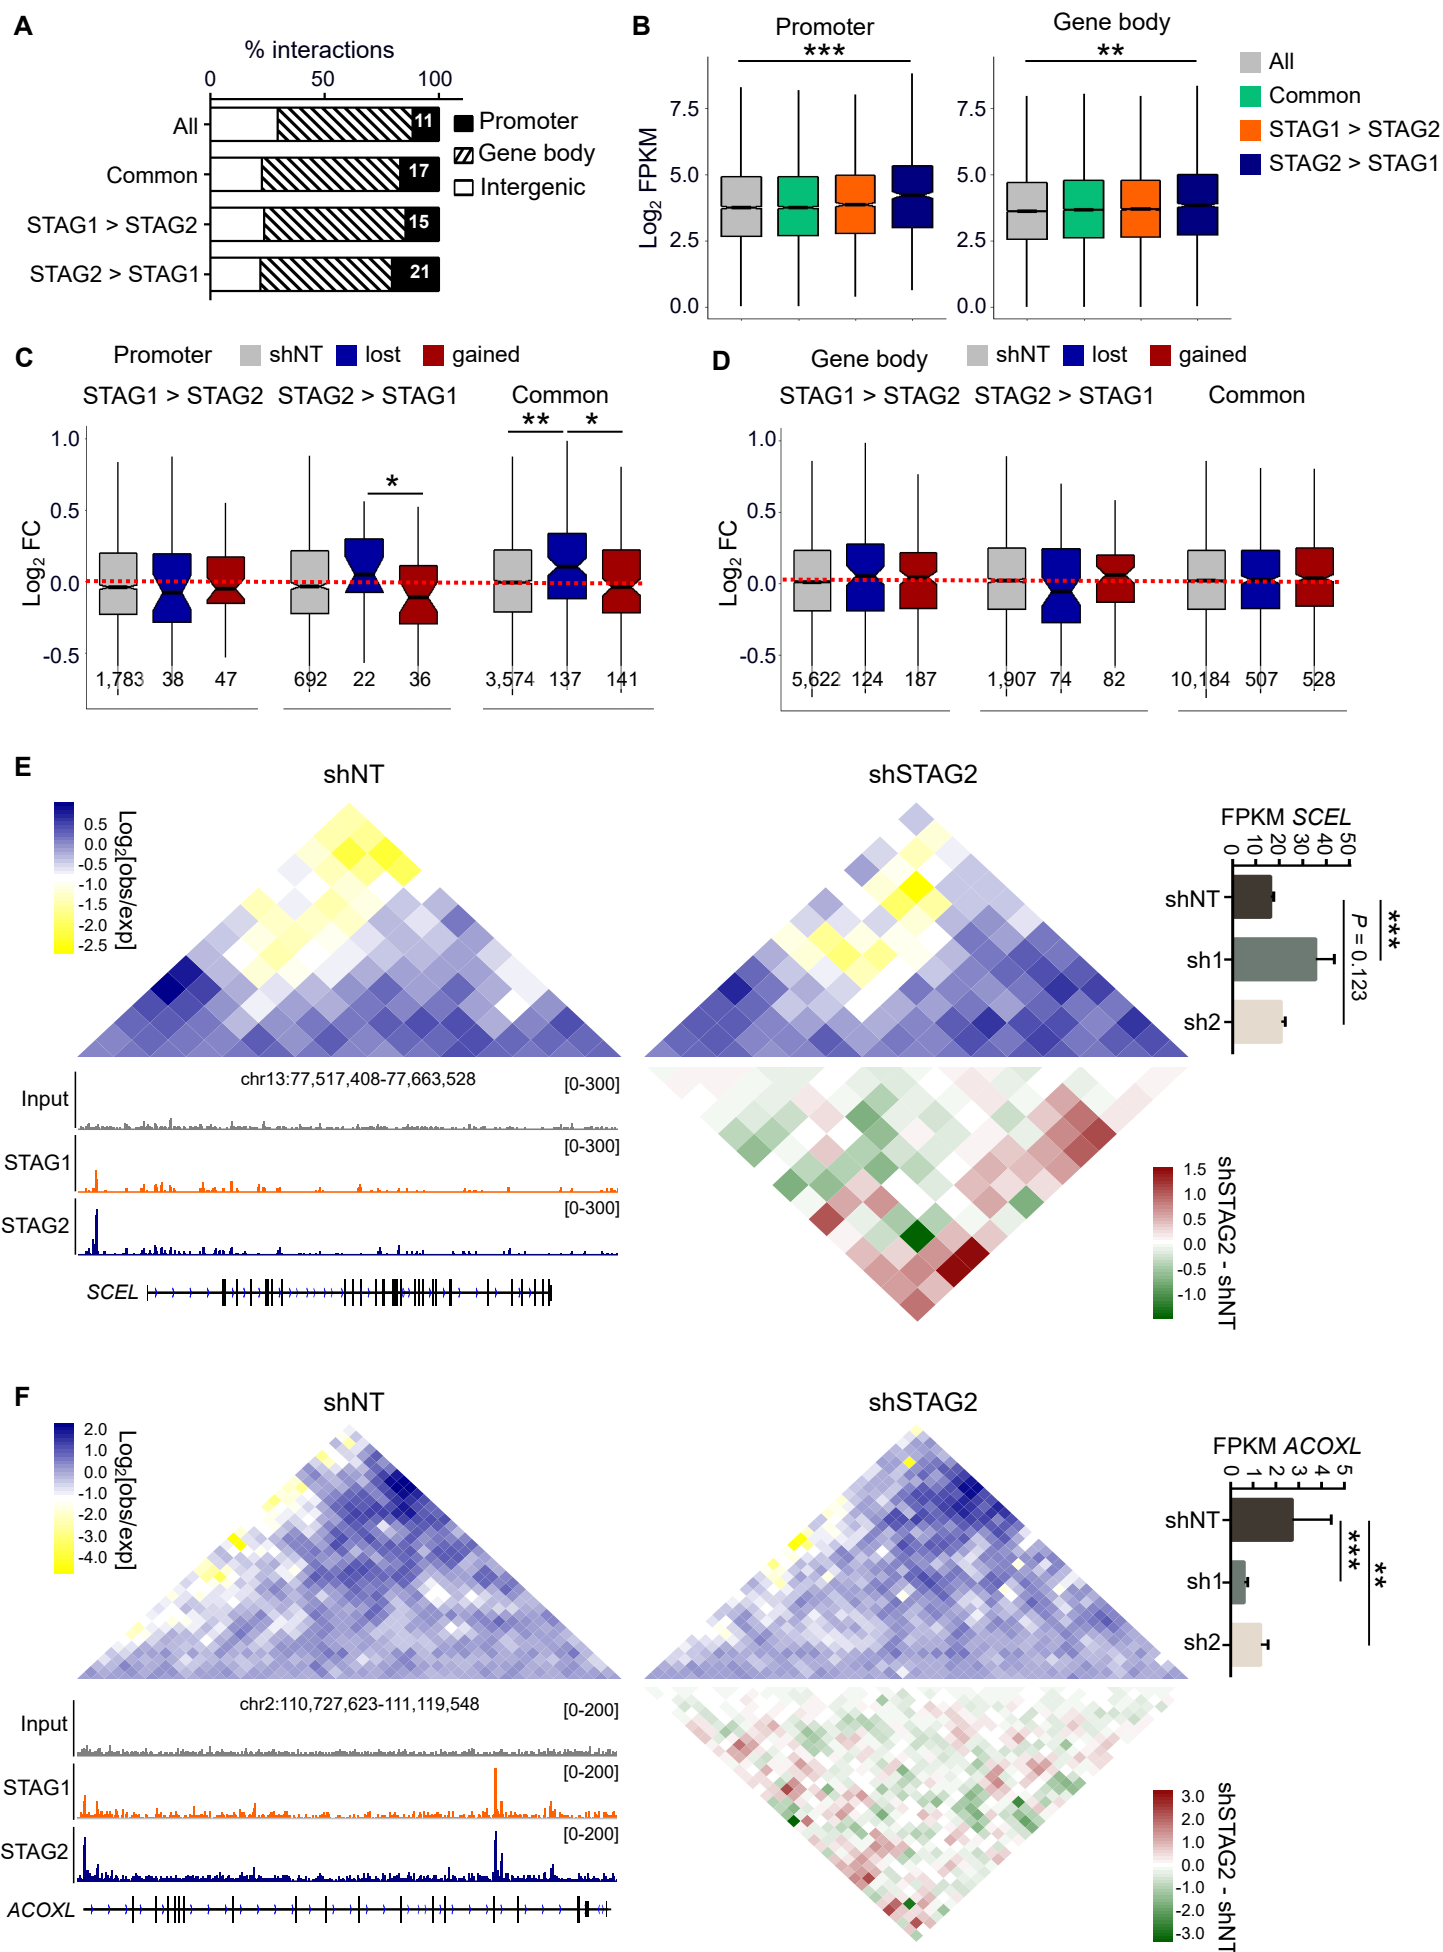 A
% interactions
0 50 100
All 11
Common 17
STAG1 > STAG2 15
STAG2 > STAG1 21
Promoter
Gene body
Intergenic
B
Promoter
Gene body
*** **
Log2 FPKM
7.5
5.0
2.5
0.0
7.5
5.0
2.5
0.0
All
Common
STAG1 > STAG2
STAG2 > STAG1
C
Promoter shNT lost gained
STAG1 > STAG2 STAG2 > STAG1 Common
** *
*
Log2 FC
1.0
0.5
0.0
-0.5
1,783 38 47 692 22 36 3,574 137 141
D
Gene body shNT lost gained
STAG1 > STAG2 STAG2 > STAG1 Common
Log2 FC
1.0
0.5
0.0
-0.5
5,622 124 187 1,907 74 82 10,184 507 528
E
shNT
shSTAG2
Log2[obs/exp]
0.5
0.0
-0.5
-1.0
-1.5
-2.0
-2.5
FPKM SCEL
0 10 20 30 40 50
shNT
sh1
sh2
***
P = 0.123
chr13:77,517,408-77,663,528
Input [0-300]
STAG1 [0-300]
STAG2 [0-300]
SCEL
shSTAG2 - shNT
1.5
1.0
0.5
0.0
-0.5
-1.0
F
shNT
shSTAG2
Log2[obs/exp]
2.0
1.0
0.0
-1.0
-2.0
-3.0
-4.0
FPKM ACOXL
0 1 2 3 4 5
shNT
sh1
sh2
***
**
chr2:110,727,623-111,119,548
Input [0-200]
STAG1 [0-200]
STAG2 [0-200]
ACOXL
shSTAG2 - shNT
3.0
2.0
1.0
0.0
-1.0
-2.0
-3.0